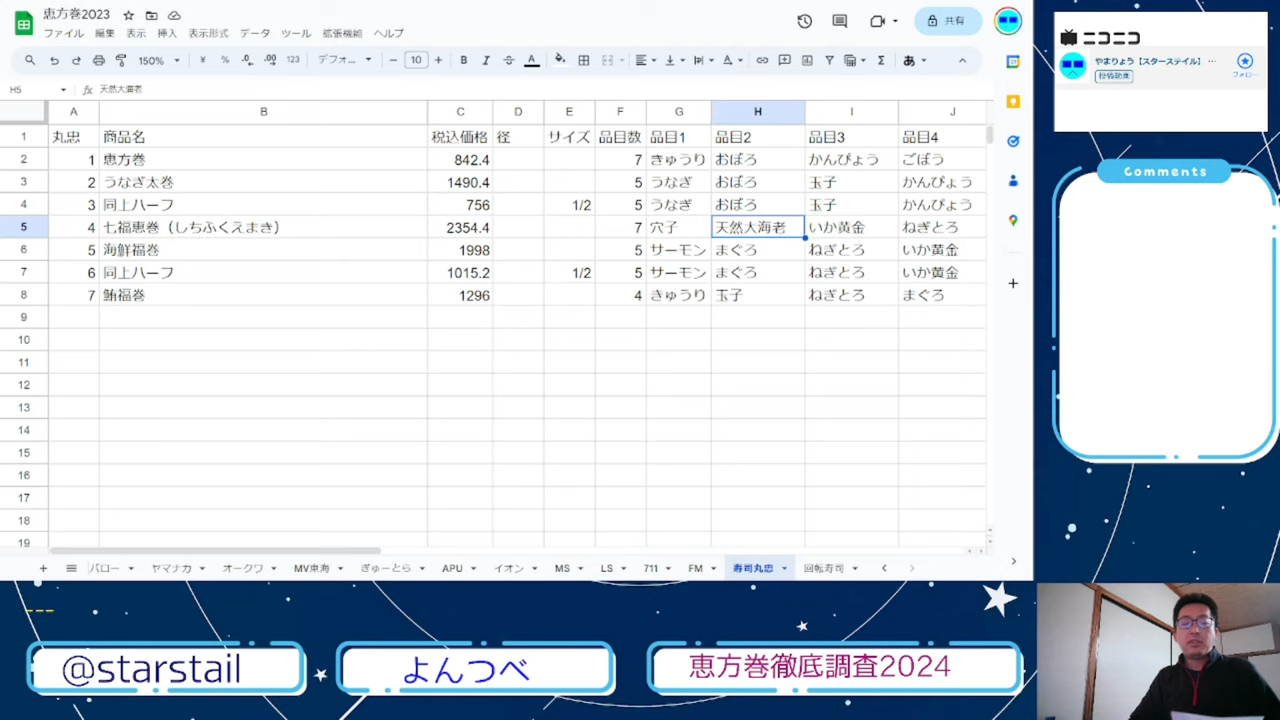 恵方巻2023
ファイル 編集 表示 挿入 表示形式 データ ツール 拡張機能 ヘルプ
共有
150% ¥ % .0 .00 123 デフォ... 10 B I A あ
H5 fx 天然大海老
A B C D E F G H I J
1 丸忠 商品名 税込価格 径 サイズ 品目数 品目1 品目2 品目3 品目4
2 1 恵方巻 842.4 7 きゅうり おぼろ かんぴょう ごぼう
3 2 うなぎ太巻 1490.4 5 うなぎ おぼろ 玉子 かんぴょう
4 3 同上ハーフ 756 1/2 5 うなぎ おぼろ 玉子 かんぴょう
5 4 七福恵巻（しちふくえまき） 2354.4 7 穴子 天然大海老 いか黄金 ねぎとろ
6 5 海鮮福巻 1998 5 サーモン まぐろ ねぎとろ いか黄金
7 6 同上ハーフ 1015.2 1/2 5 サーモン まぐろ ねぎとろ いか黄金
8 7 鮪福巻 1296 4 きゅうり 玉子 ねぎとろ まぐろ
9
10
11
12
13
14
15
16
17
18
19
バロー ヤマナカ オークワ MV東海 ぎゅーとら APU イオン MS LS 711 FM 寿司丸忠 回転寿司
ニコニコ
やまりょう【スターステイル】 ...
投稿動画
フォロー
Comments
@starstail
よんつべ
恵方巻徹底調査2024